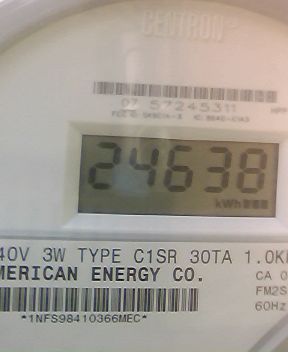 CENTRON®
07 57245311
24638
kWh
40V 3W TYPE C1SR 30TA 1.0K
MERICAN ENERGY CO.
CA 0
FM2S
60Hz
*1NFS98410366MEC*